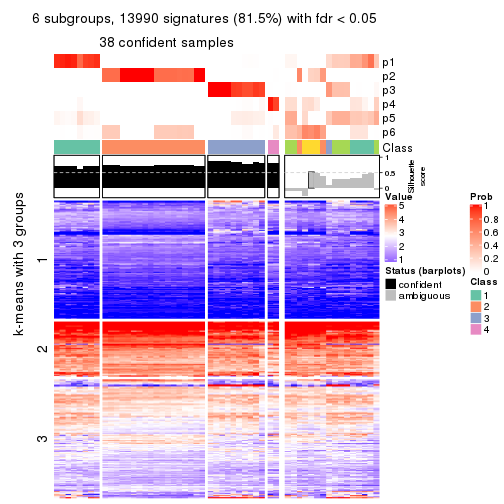 6 subgroups, 13990 signatures (81.5%) with fdr < 0.05
38 confident samples
p1
p2
p3
p4
p5
p6
Class
1
0.5
0
Silhouette
score
k-means with 3 groups
1
2
3
Value
5
4
3
2
1
Status (barplots)
confident
ambiguous
Prob
1
0.8
0.6
0.4
0.2
0
Class
1
2
3
4